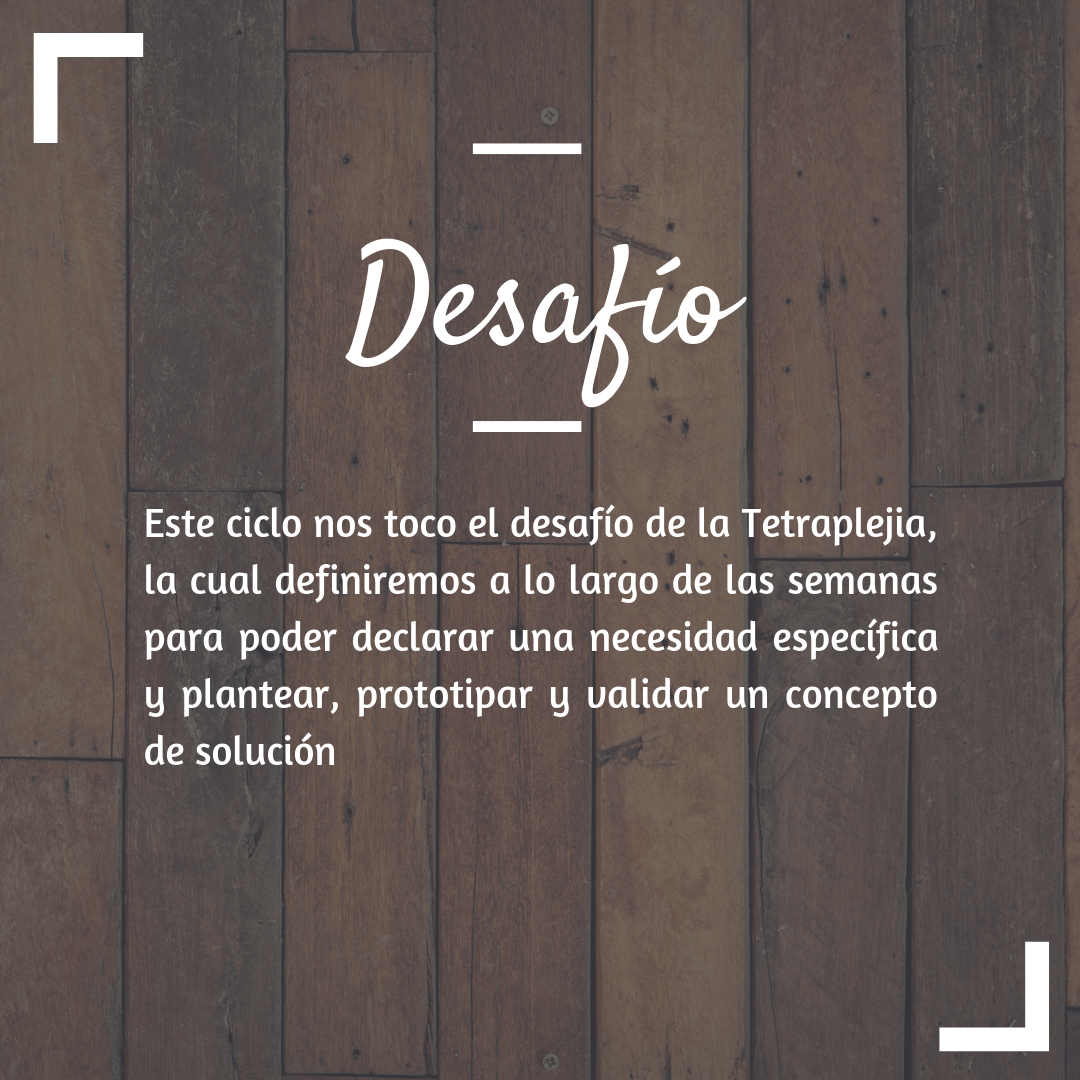 Desafío
Este ciclo nos toco el desafío de la Tetraplejia,
la cual definiremos a lo largo de las semanas
para poder declarar una necesidad específica
y plantear, prototipar y validar un concepto
de solución